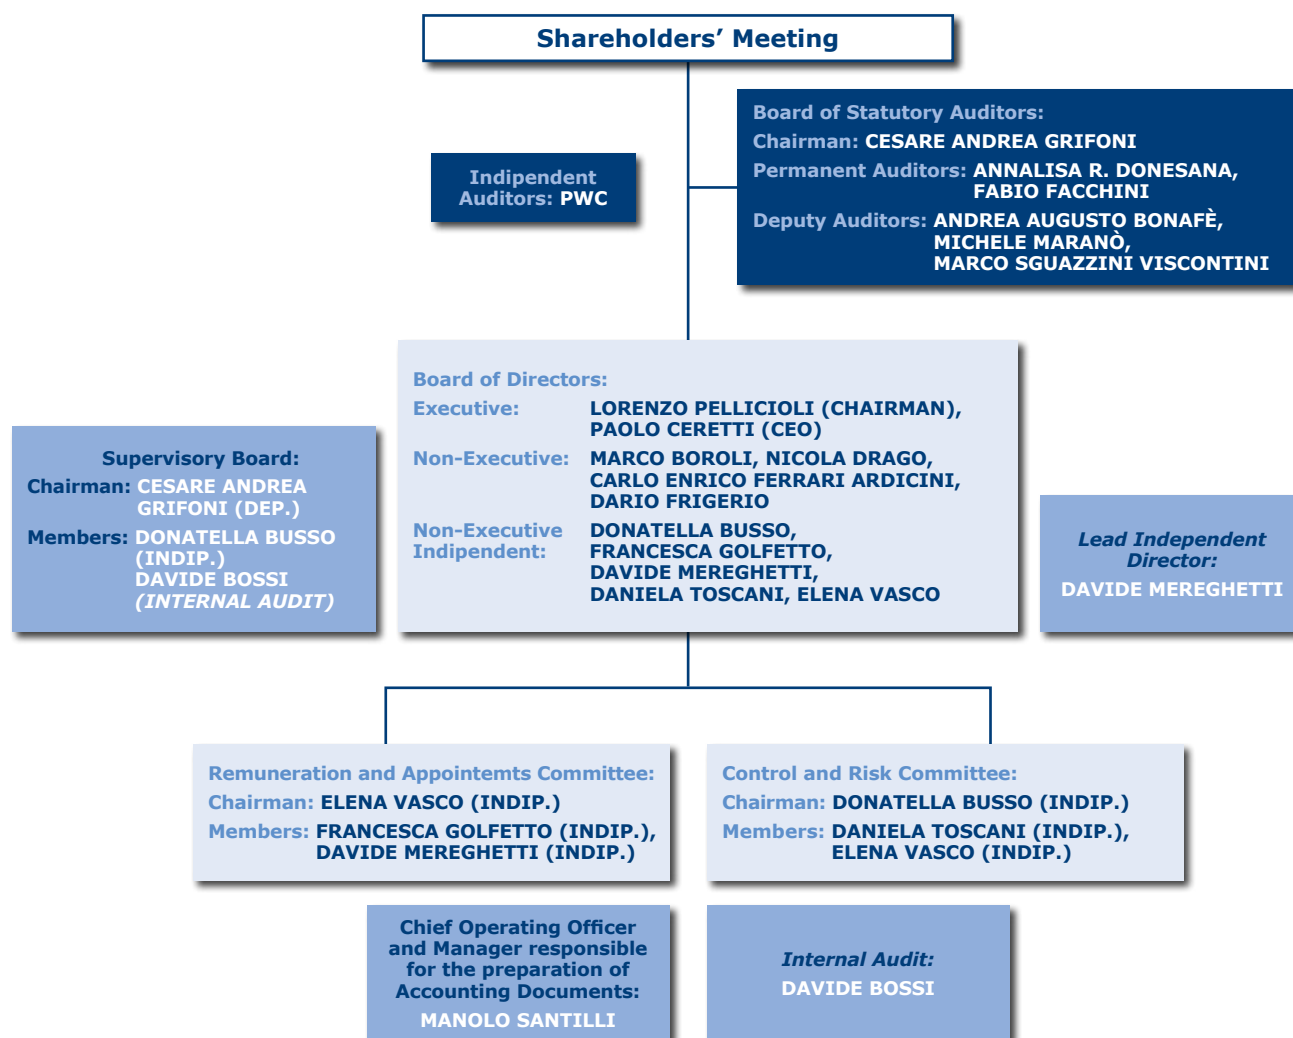 Shareholders’ Meeting
Indipendent
Auditors: PWC
Board of Statutory Auditors:
Chairman: CESARE ANDREA GRIFONI
Permanent Auditors: ANNALISA R. DONESANA,
FABIO FACCHINI
Deputy Auditors: ANDREA AUGUSTO BONAFÈ,
MICHELE MARANÒ,
MARCO SGUAZZINI VISCONTINI
Supervisory Board:
Chairman: CESARE ANDREA
GRIFONI (DEP.)
Members: DONATELLA BUSSO
(INDIP.)
DAVIDE BOSSI
(INTERNAL AUDIT)
Board of Directors:
Executive: LORENZO PELLICIOLI (CHAIRMAN),
PAOLO CERETTI (CEO)
Non-Executive: MARCO BOROLI, NICOLA DRAGO,
CARLO ENRICO FERRARI ARDICINI,
DARIO FRIGERIO
Non-Executive DONATELLA BUSSO,
Indipendent: FRANCESCA GOLFETTO,
DAVIDE MEREGHETTI,
DANIELA TOSCANI, ELENA VASCO
Lead Independent
Director:
DAVIDE MEREGHETTI
Remuneration and Appointemts Committee:
Chairman: ELENA VASCO (INDIP.)
Members: FRANCESCA GOLFETTO (INDIP.),
DAVIDE MEREGHETTI (INDIP.)
Control and Risk Committee:
Chairman: DONATELLA BUSSO (INDIP.)
Members: DANIELA TOSCANI (INDIP.),
ELENA VASCO (INDIP.)
Chief Operating Officer
and Manager responsible
for the preparation of
Accounting Documents:
MANOLO SANTILLI
Internal Audit:
DAVIDE BOSSI